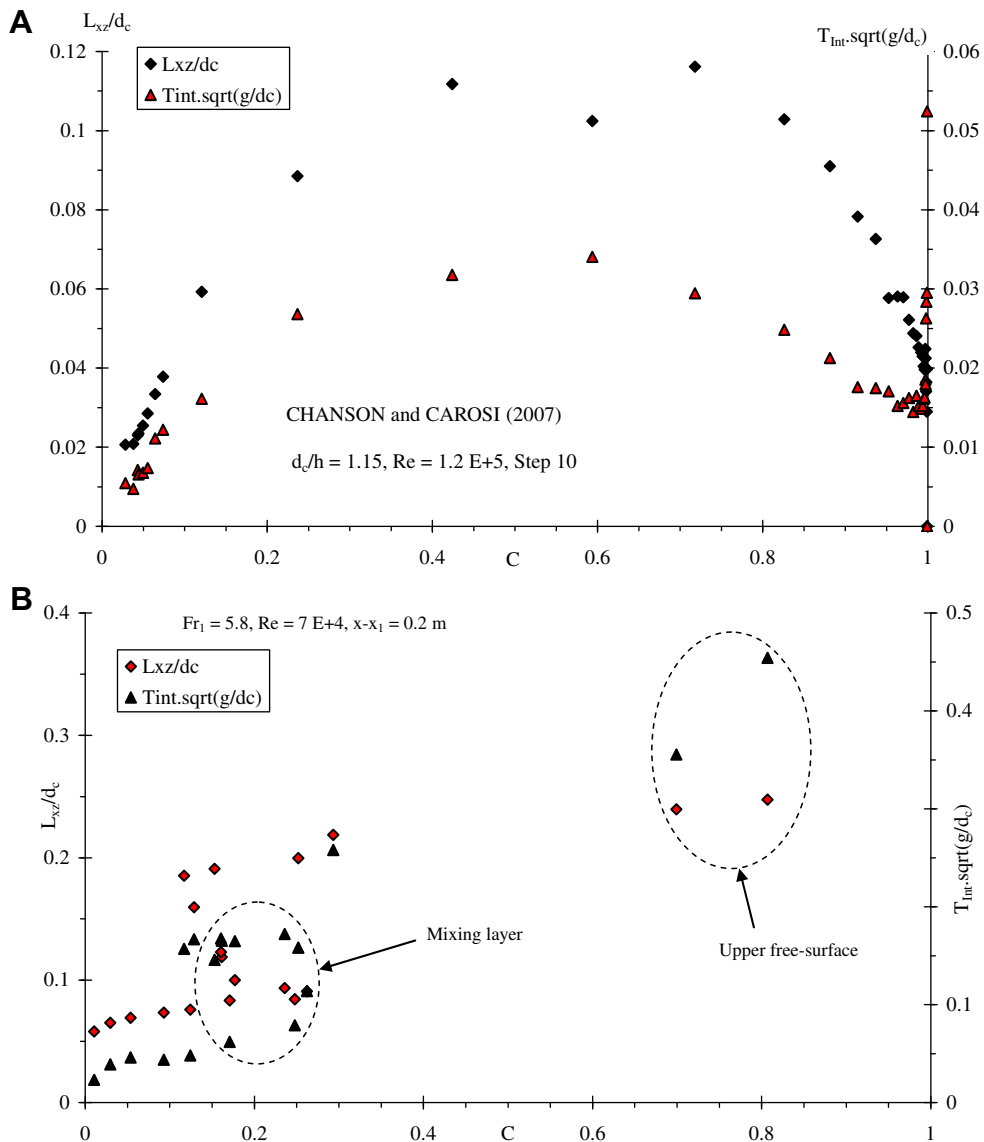 A
Lxz/dc
TInt.sqrt(g/dc)
Lxz/dc
Tint.sqrt(g/dc)
0.12
0.1
0.08
0.06
0.04
0.02
0
0.06
0.05
0.04
0.03
0.02
0.01
0
CHANSON and CAROSI (2007)
dc/h = 1.15, Re = 1.2 E+5, Step 10
0
0.2
0.4
0.6
0.8
1
C
B
Fr1 = 5.8, Re = 7 E+4, x-x1 = 0.2 m
Lxz/dc
Tint.sqrt(g/dc)
0.4
0.3
0.2
0.1
0
Lxz/dc
0.5
0.4
0.1
0
TInt.sqrt(g/dc)
Mixing layer
Upper free-surface
0
0.2
0.4
0.6
0.8
1
C